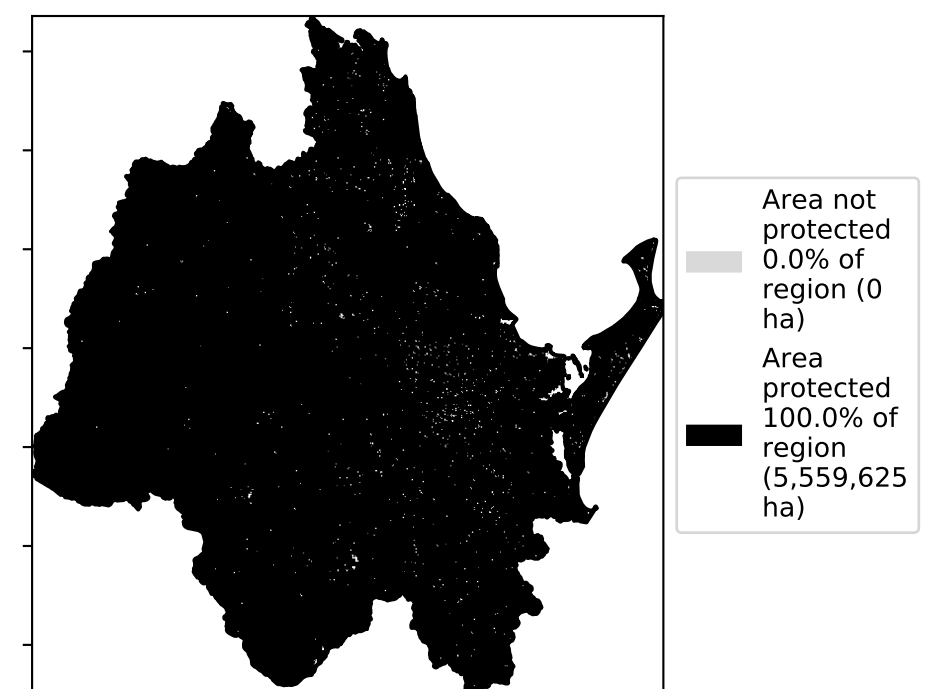 Area not
protected
0.0% of
region (0
ha)
Area
protected
100.0% of
region
(5,559,625
ha)